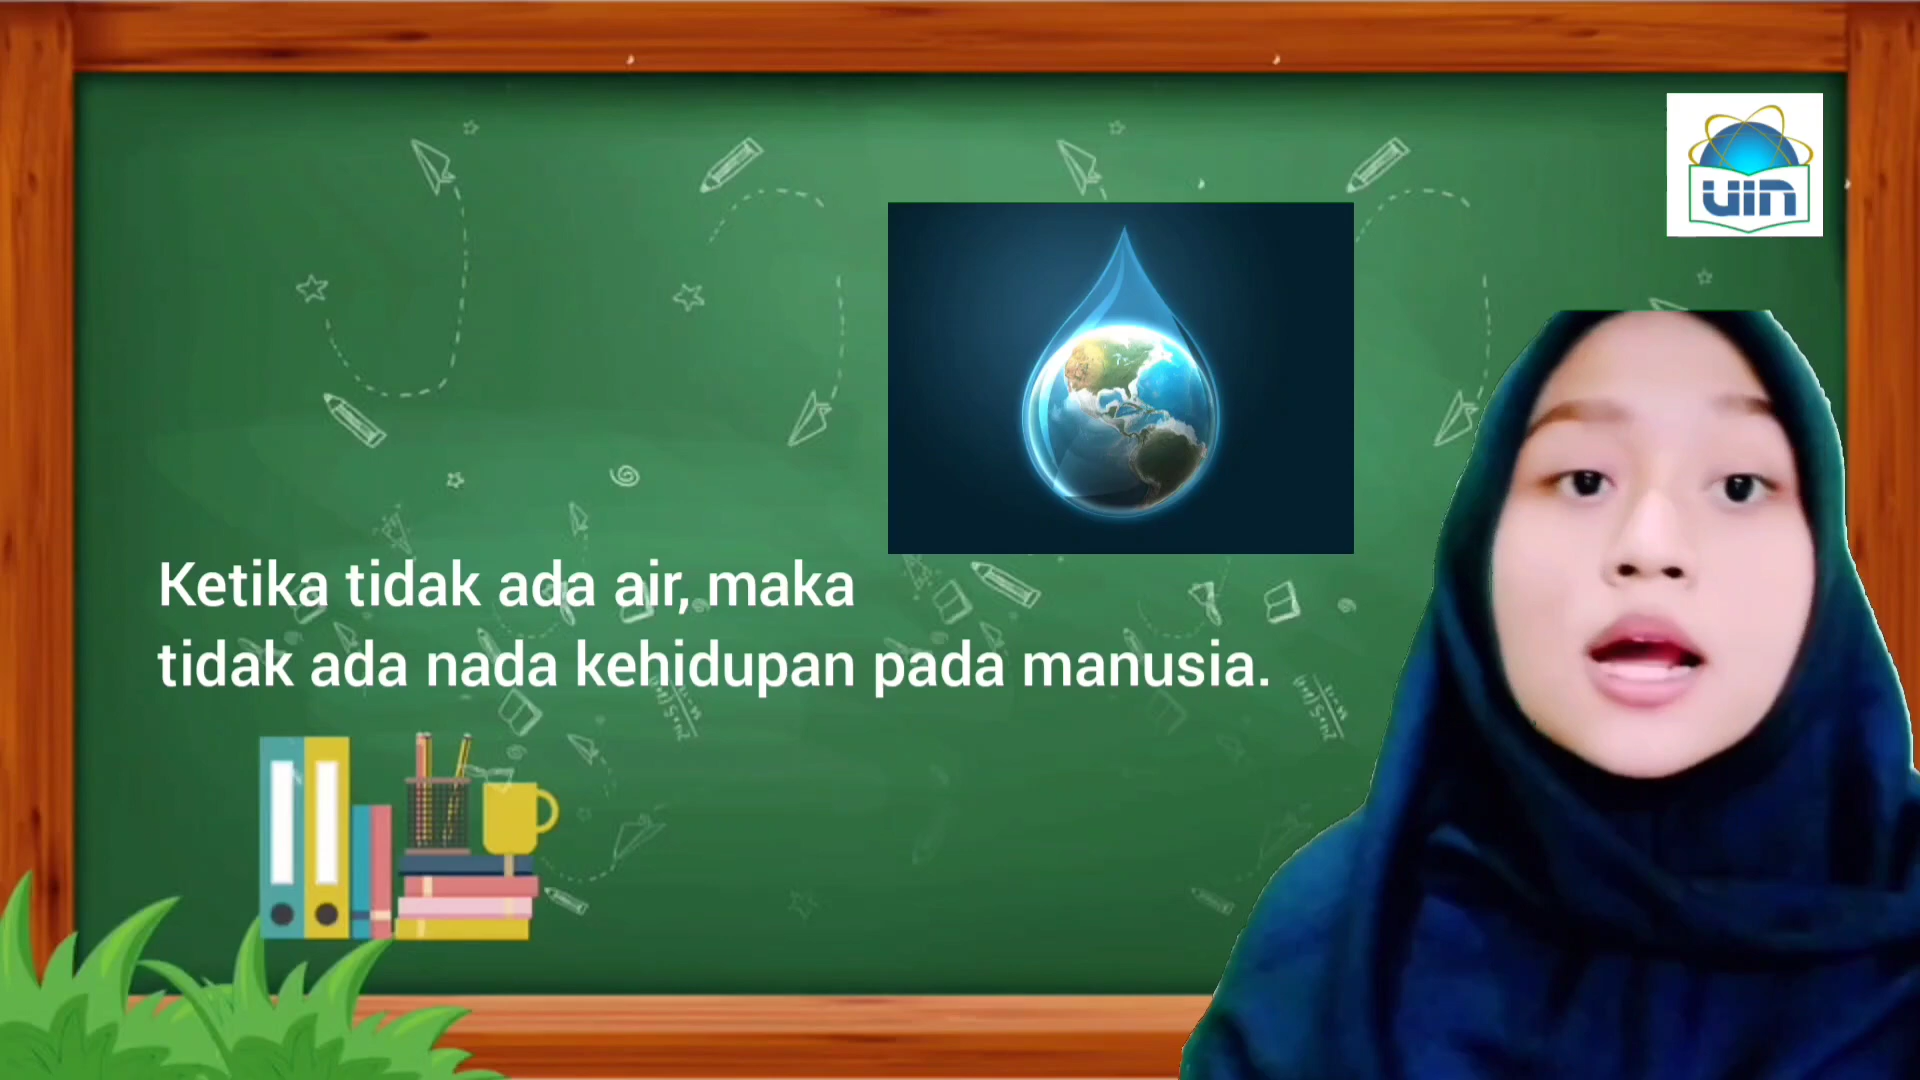 UIN
Ketika tidak ada air, maka
tidak ada nada kehidupan pada manusia.